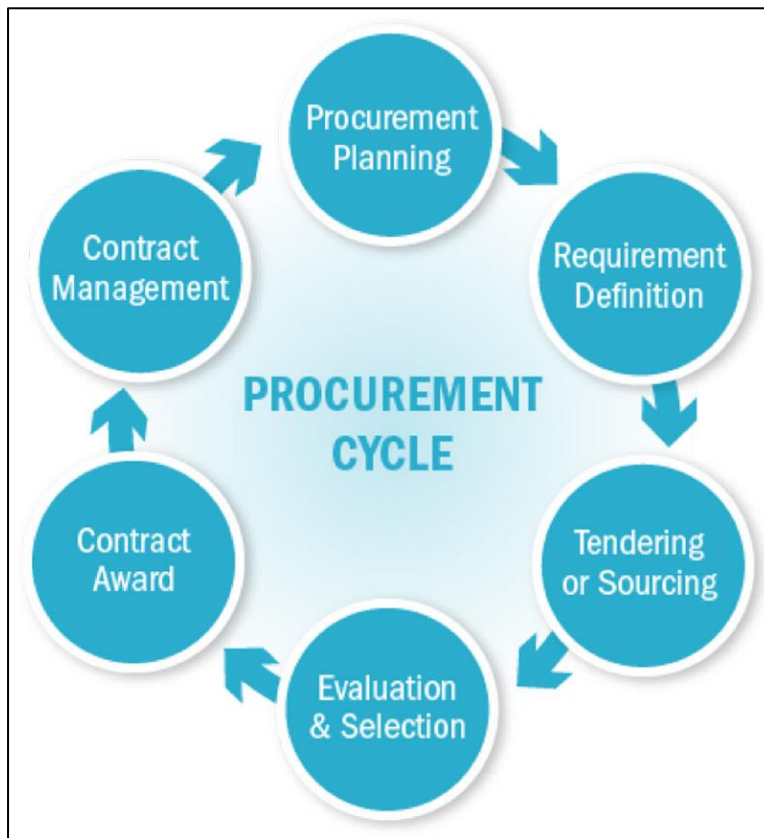 Procurement
Planning
Requirement
Definition
Tendering
or Sourcing
Evaluation
& Selection
Contract
Award
Contract
Management
PROCUREMENT
CYCLE